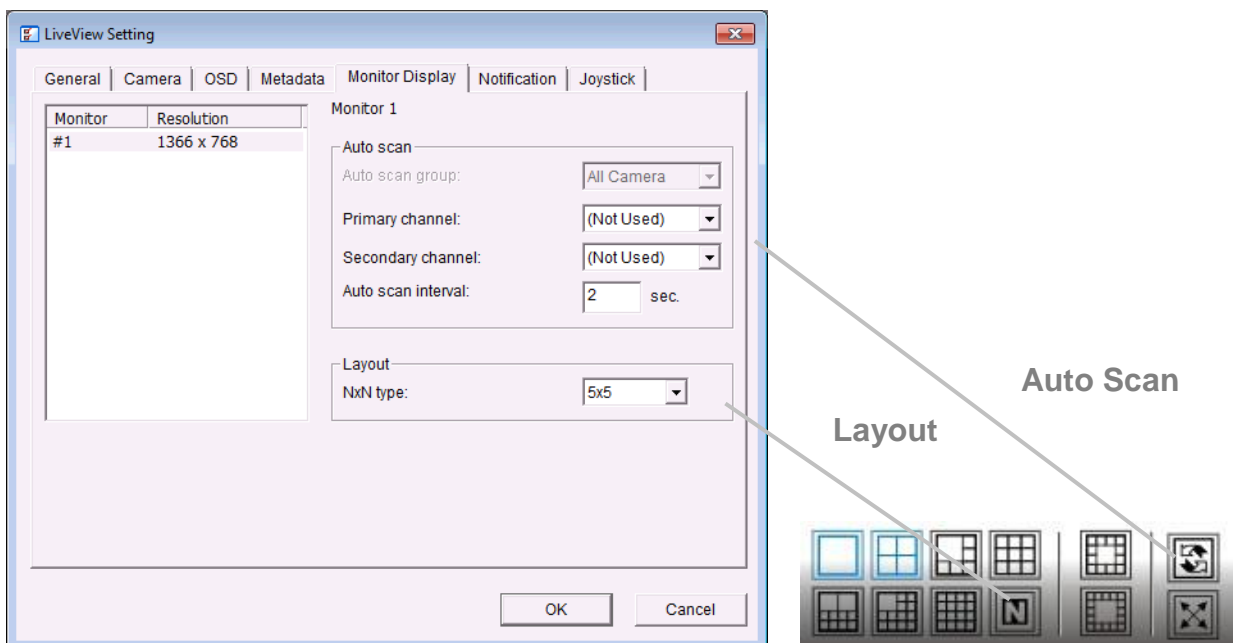 LiveView Setting
General Camera OSD Metadata Monitor Display Notification Joystick
Monitor Resolution
#1 1366 x 768
Monitor 1
Auto scan
Auto scan group: All Camera
Primary channel: (Not Used)
Secondary channel: (Not Used)
Auto scan interval: 2 sec.
Layout
NxN type: 5x5
OK Cancel
Auto Scan
Layout
N